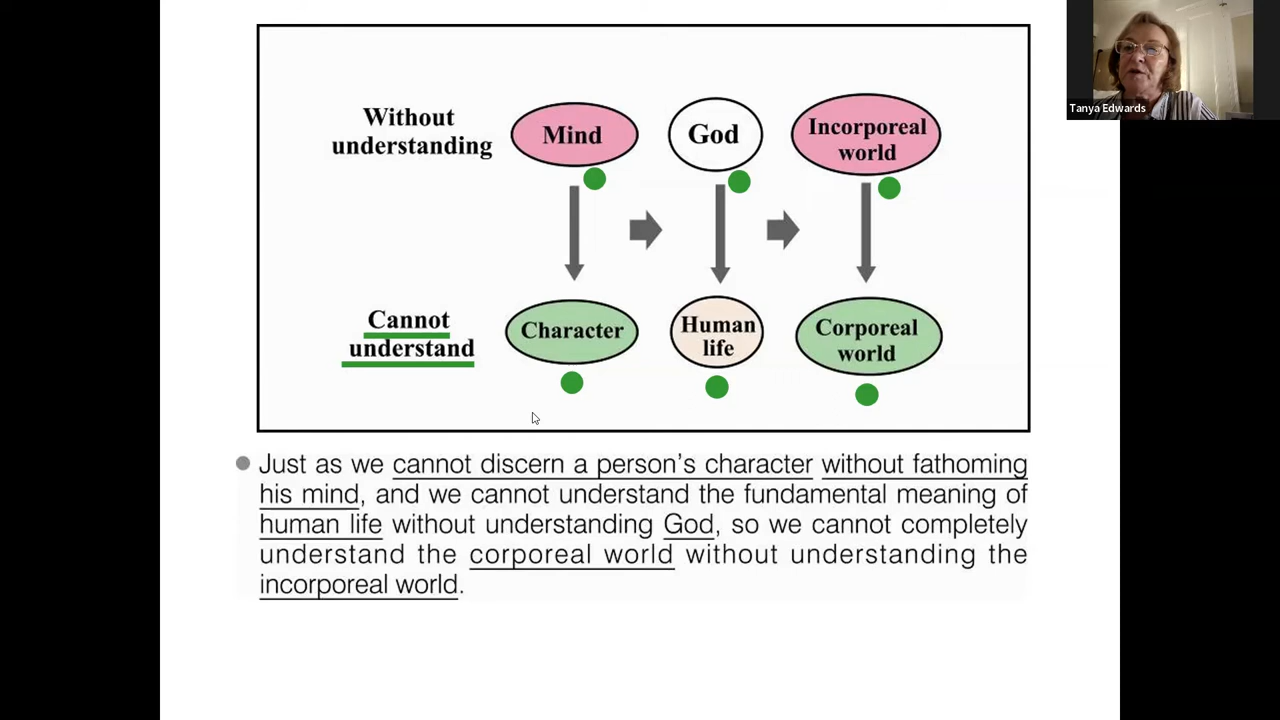 Tanya Edwards
Without
understanding
Mind
God
Incorporeal
world
Cannot
understand
Character
Human
life
Corporeal
world
Just as we cannot discern a person's character without fathoming
his mind, and we cannot understand the fundamental meaning of
human life without understanding God, so we cannot completely
understand the corporeal world without understanding the
incorporeal world.